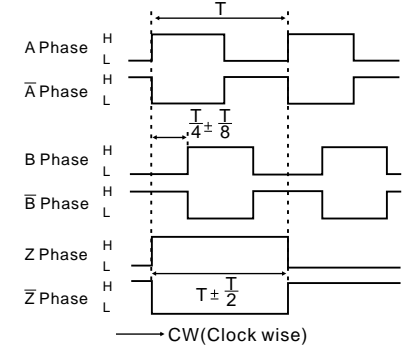 T
A Phase H
L
A̅ Phase H
L
T/4 ± T/8
B Phase H
L
B̅ Phase H
L
Z Phase H
L
Z̅ Phase H
L
T ± T/2
CW(Clock wise)